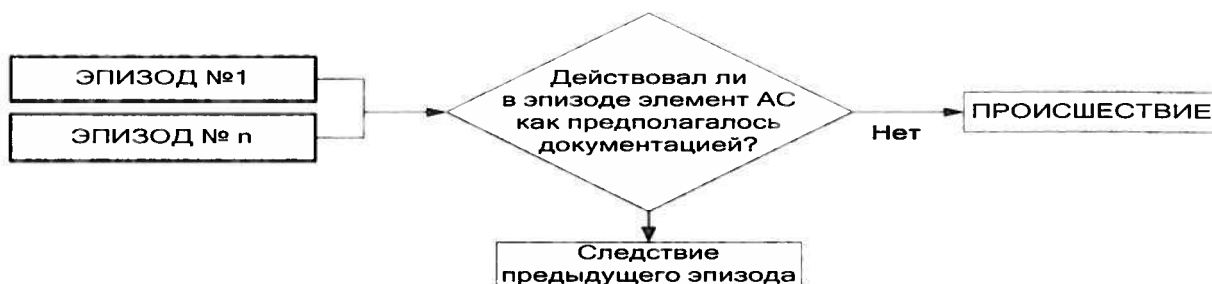 ЭПИЗОД №1
ЭПИЗОД № n
Действовал ли
в эпизоде элемент АС
как предполагалось
документацией?
Нет
ПРОИСШЕСТВИЕ
Следствие
предыдущего эпизода